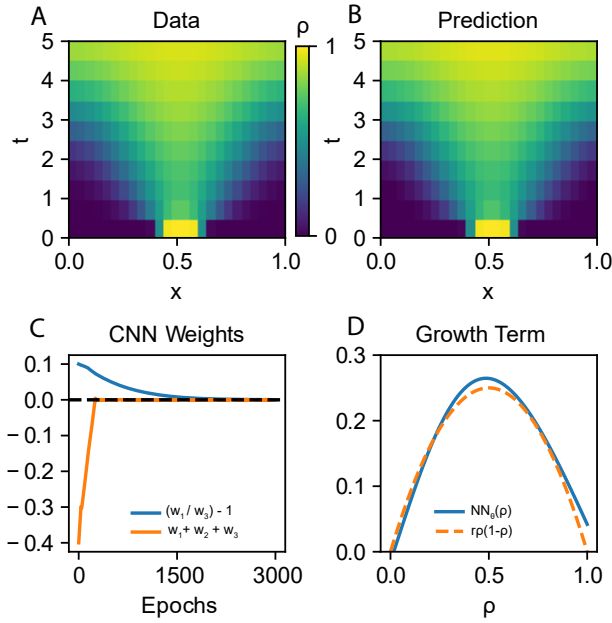 A
Data
ρ
B
Prediction
5
4
3
2
1
0
t
1
0
5
4
3
2
1
0
t
0.0
0.5
1.0
x
0.0
0.5
1.0
x
C
CNN Weights
0.1
0.0
− 0.1
− 0.2
− 0.3
− 0.4
(w₁ / w₃) - 1
w₁+ w₂ + w₃
0
1500
3000
Epochs
D
Growth Term
0.3
0.2
0.1
0.0
NN_θ(ρ)
rρ(1-ρ)
0.0
0.5
1.0
ρ